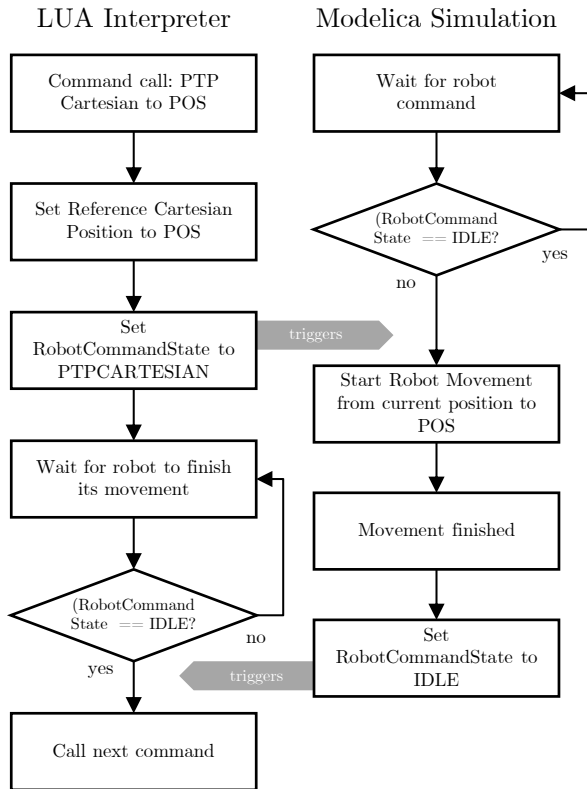 LUA Interpreter
Command call: PTP
Cartesian to POS
Set Reference Cartesian
Position to POS
Set
RobotCommandState to
PTPCARTESIAN
triggers
Wait for robot to finish
its movement
(RobotCommand
State == IDLE?
no
yes
Call next command
Modelica Simulation
Wait for robot
command
(RobotCommand
State == IDLE?
yes
no
Start Robot Movement
from current position to
POS
Movement finished
Set
RobotCommandState to
IDLE
triggers